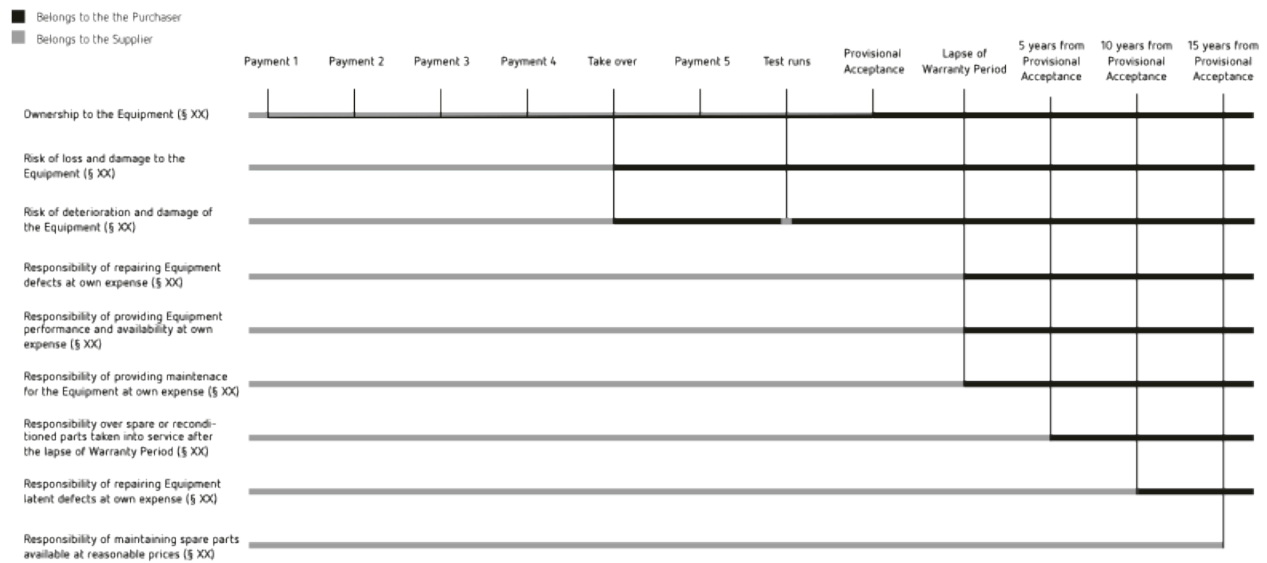 Belongs to the the Purchaser
Belongs to the Supplier
Payment 1
Payment 2
Payment 3
Payment 4
Take over
Payment 5
Test runs
Provisional
Acceptance
Lapse of
Warranty Period
5 years from
Provisional
Acceptance
10 years from
Provisional
Acceptance
15 years from
Provisional
Acceptance
Ownership to the Equipment (§ XX)
Risk of loss and damage to the
Equipment (§ XX)
Risk of deterioration and damage of
the Equipment (§ XX)
Responsibility of repairing Equipment
defects at own expense (§ XX)
Responsibility of providing Equipment
performance and availability at own
expense (§ XX)
Responsibility of providing maintenace
for the Equipment at own expense (§ XX)
Responsibility over spare or recondi-
tioned parts taken into service after
the lapse of Warranty Period (§ XX)
Responsibility of repairing Equipment
latent defects at own expense (§ XX)
Responsibility of maintaining spare parts
available at reasonable prices (§ XX)